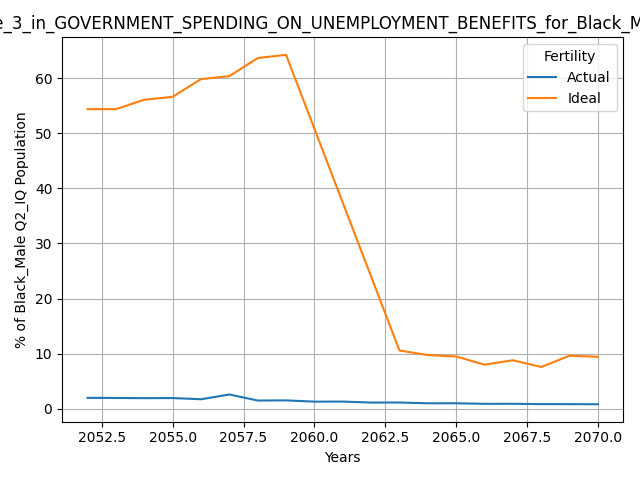 e_3_in_GOVERNMENT_SPENDING_ON_UNEMPLOYMENT_BENEFITS_for_Black_M
Fertility
Actual
Ideal
% of Black_Male Q2_IQ Population
60
50
40
30
20
10
0
2052.5 2055.0 2057.5 2060.0 2062.5 2065.0 2067.5 2070.0
Years